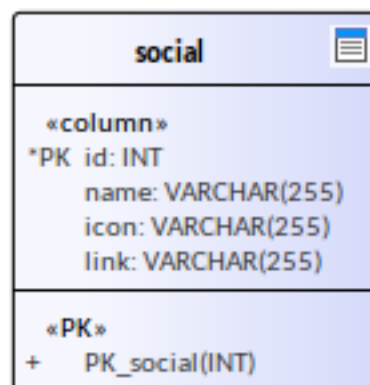 social
«column»
*PK id: INT
name: VARCHAR(255)
icon: VARCHAR(255)
link: VARCHAR(255)
«PK»
+ PK_social(INT)